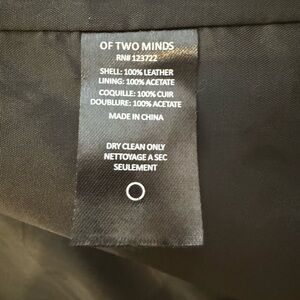 OF TWO MINDS
RN# 123722
SHELL: 100% LEATHER
LINING: 100% ACETATE
COQUILLE: 100% CUIR
DOUBLURE: 100% ACETATE
MADE IN CHINA
DRY CLEAN ONLY
NETTOYAGE A SEC
SEULEMENT